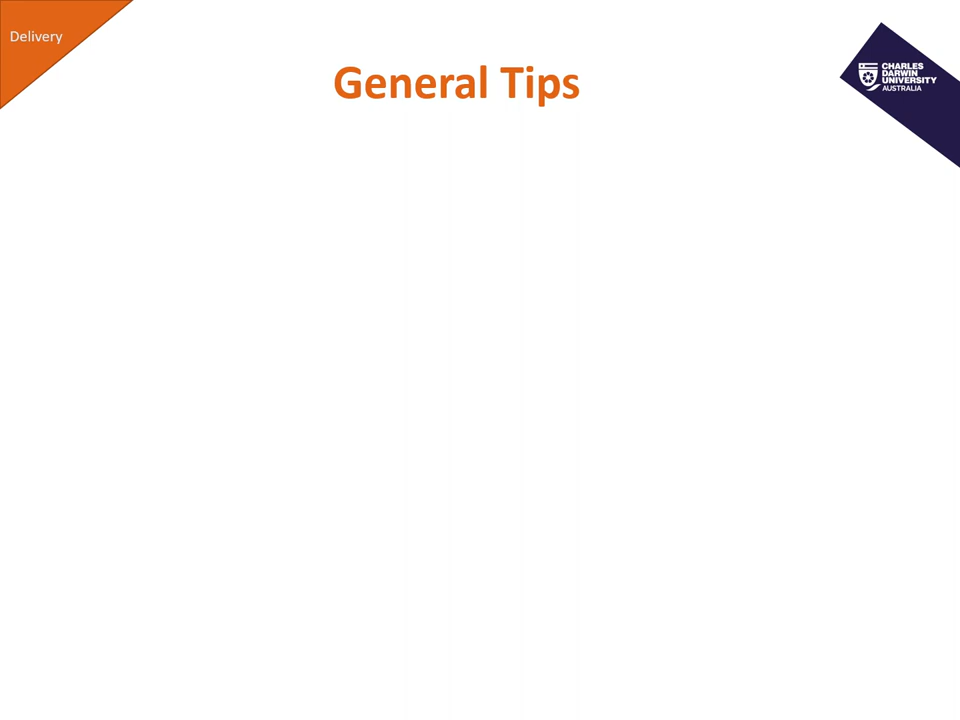 Delivery
General Tips
CHARLES
DARWIN
UNIVERSITY
AUSTRALIA